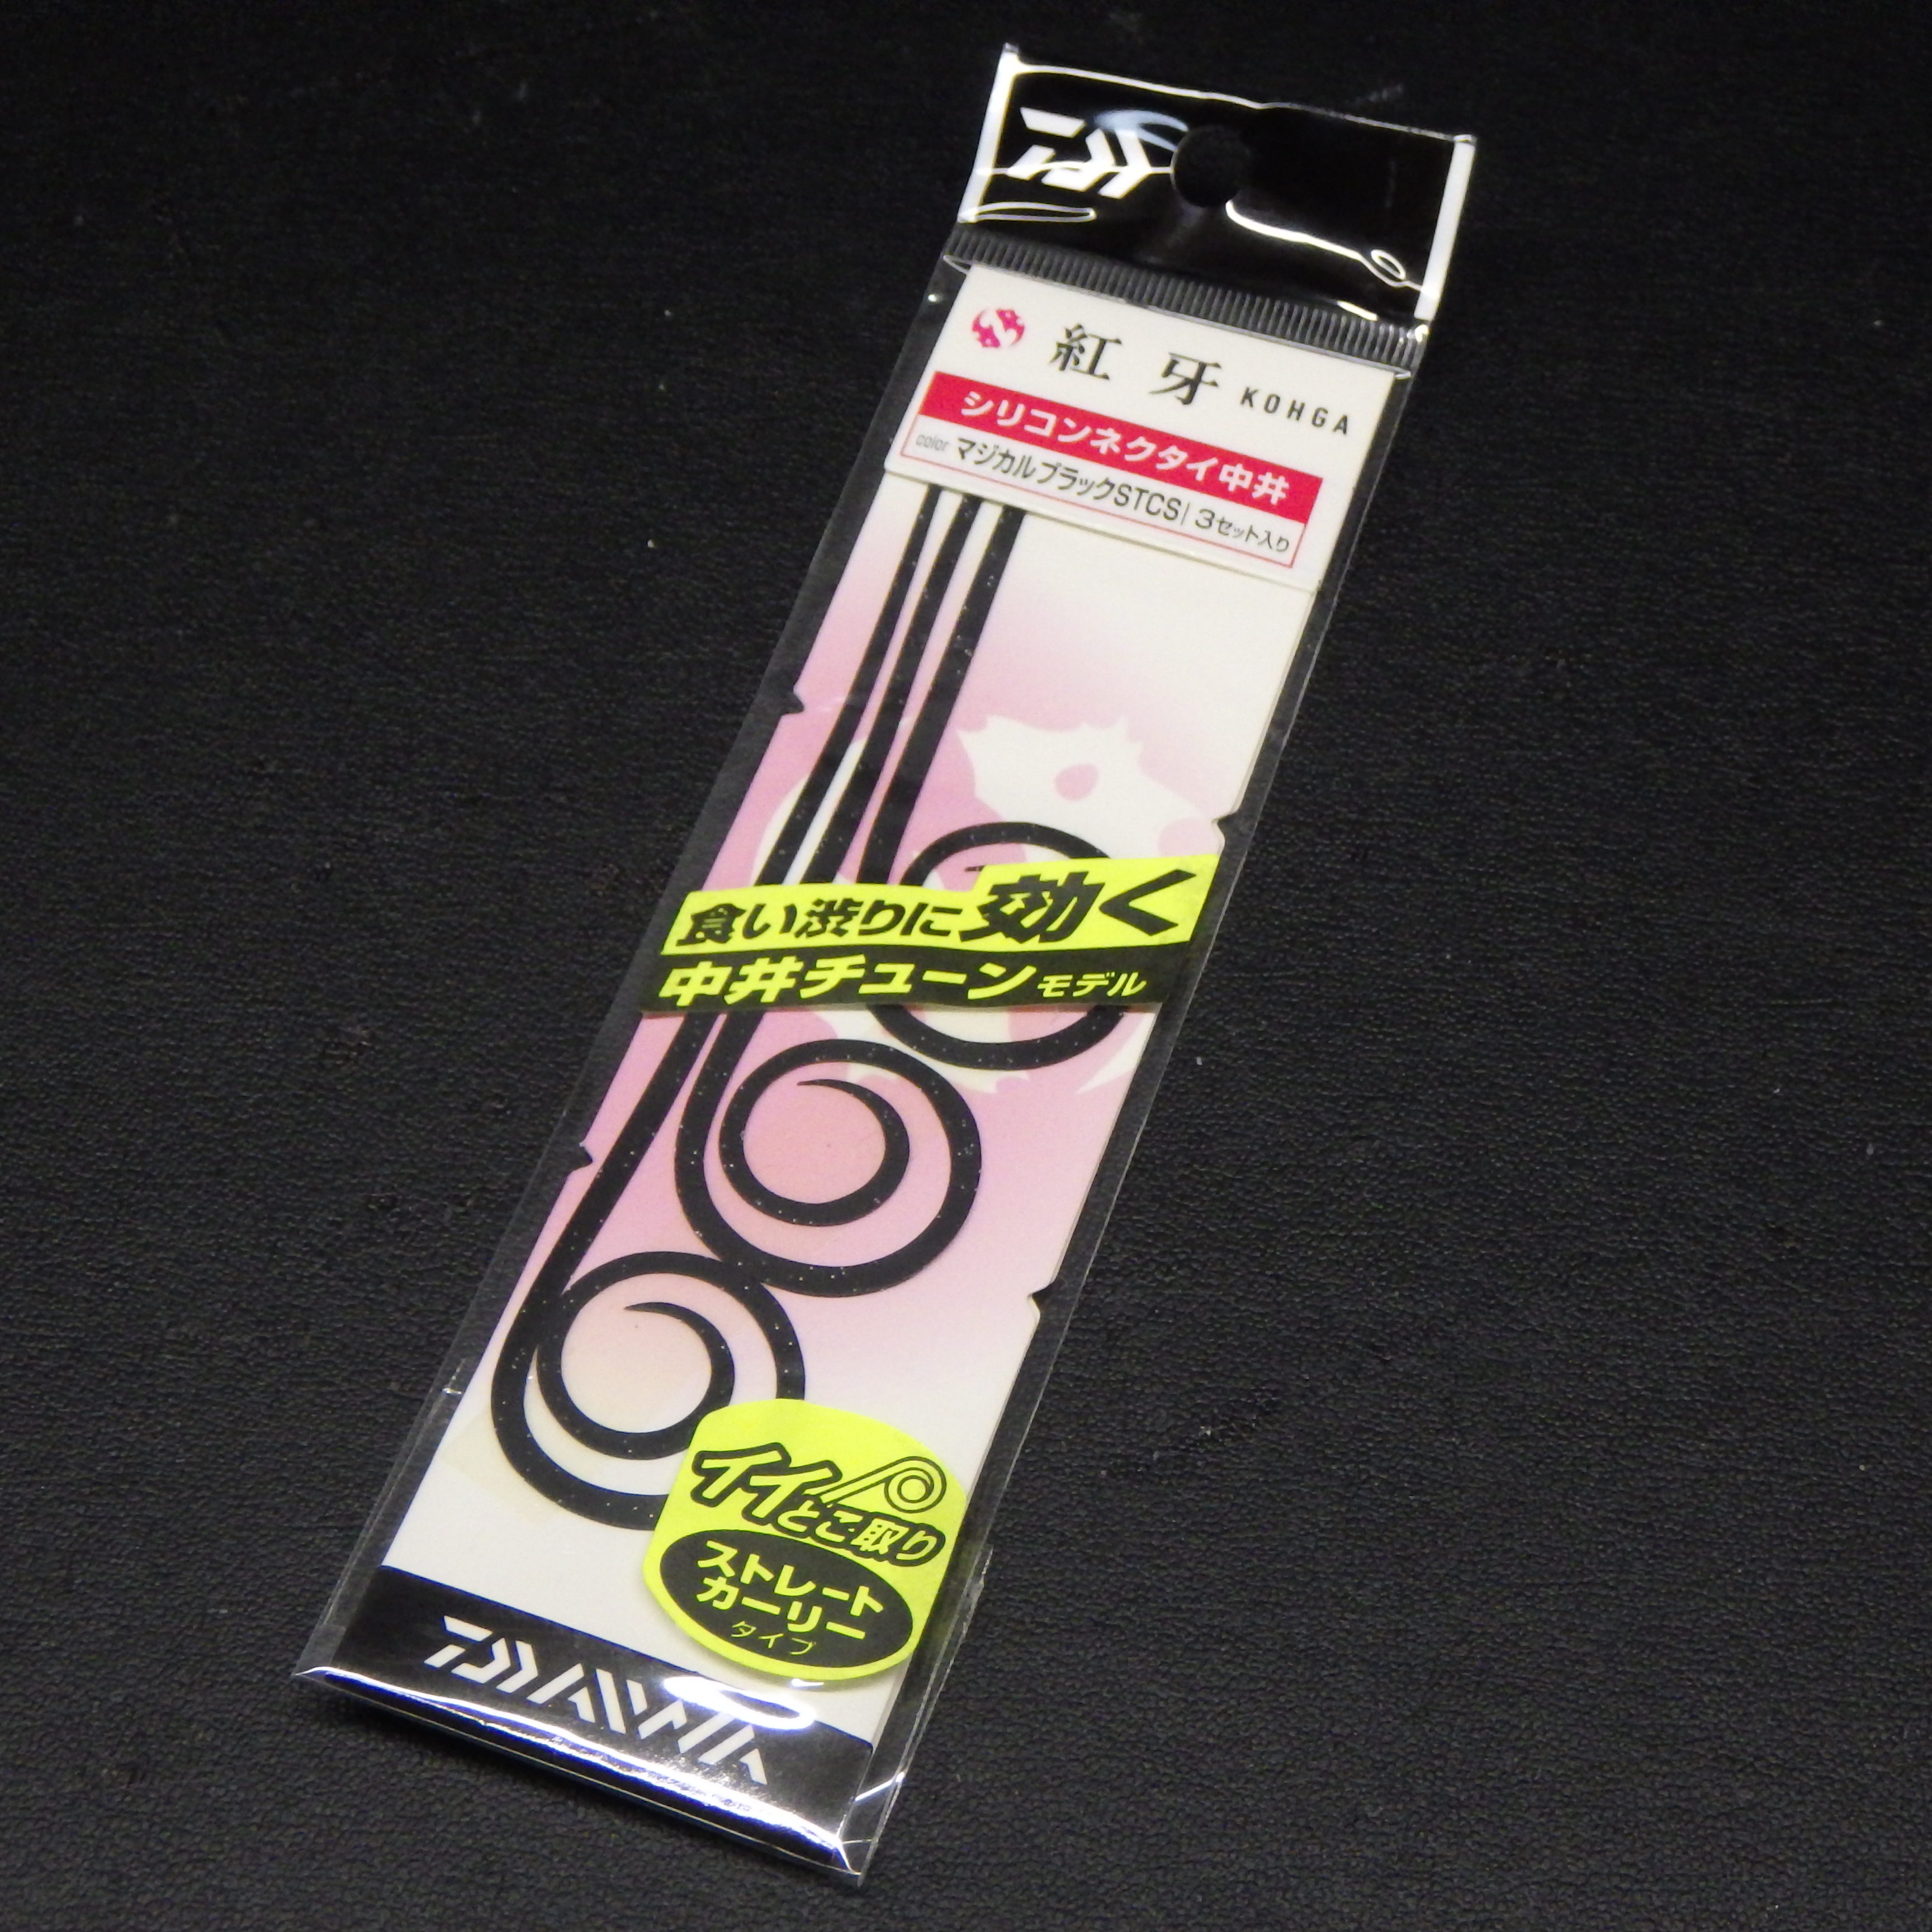 紅牙 KOHGA
シリコンネクタイ中井
color マジカルブラックSTCS | 3セット入り
食い渋りに効く
中井チューンモデル
イイとこ取り
ストレート
カーリー
タイプ
DAIWA